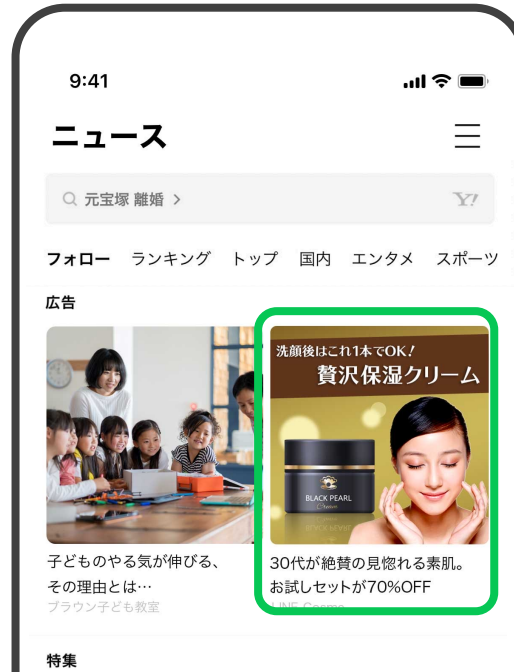 9:41
ニュース
元宝塚 離婚 >
Y!
フォロー ランキング トップ 国内 エンタメ スポーツ
広告
洗顔後はこれ1本でOK!
贅沢保湿クリーム
BLACK PEARL
Cream
子どものやる気が伸びる、
その理由とは…
ブラウン子ども教室
30代が絶賛の見惚れる素肌。
お試しセットが70%OFF
LINE Cosme
特集